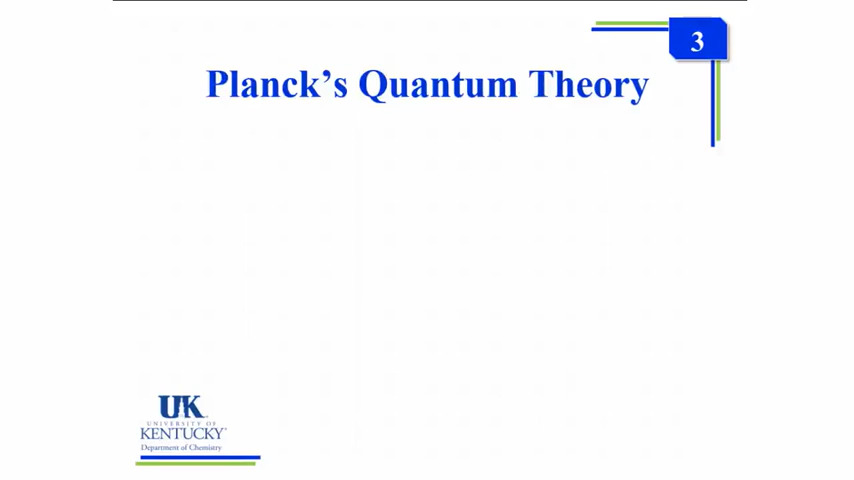 3
Planck's Quantum Theory
UK
UNIVERSITY OF
KENTUCKY
Department of Chemistry